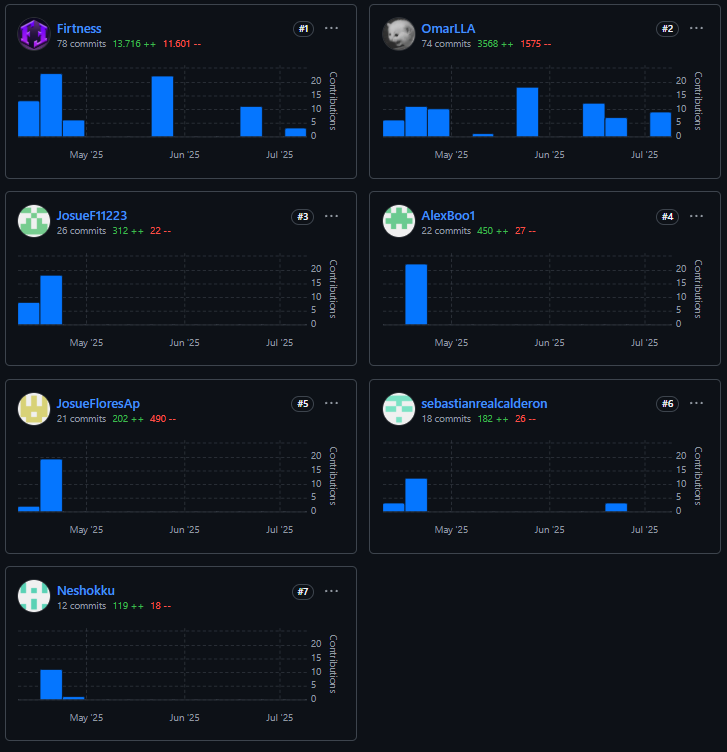 Firtness #1 ···
78 commits 13.716 ++ 11.601 --
20
15
10
5
0
Contributions
May '25 Jun '25 Jul '25
OmarLLA #2 ···
74 commits 3568 ++ 1575 --
20
15
10
5
0
Contributions
May '25 Jun '25 Jul '25
JosueF11223 #3 ···
26 commits 312 ++ 22 --
20
15
10
5
0
Contributions
May '25 Jun '25 Jul '25
AlexBoo1 #4 ···
22 commits 450 ++ 27 --
20
15
10
5
0
Contributions
May '25 Jun '25 Jul '25
JosueFloresAp #5 ···
21 commits 202 ++ 490 --
20
15
10
5
0
Contributions
May '25 Jun '25 Jul '25
sebastianrealcalderon #6 ···
18 commits 182 ++ 26 --
20
15
10
5
0
Contributions
May '25 Jun '25 Jul '25
Neshokku #7 ···
12 commits 119 ++ 18 --
20
15
10
5
0
Contributions
May '25 Jun '25 Jul '25